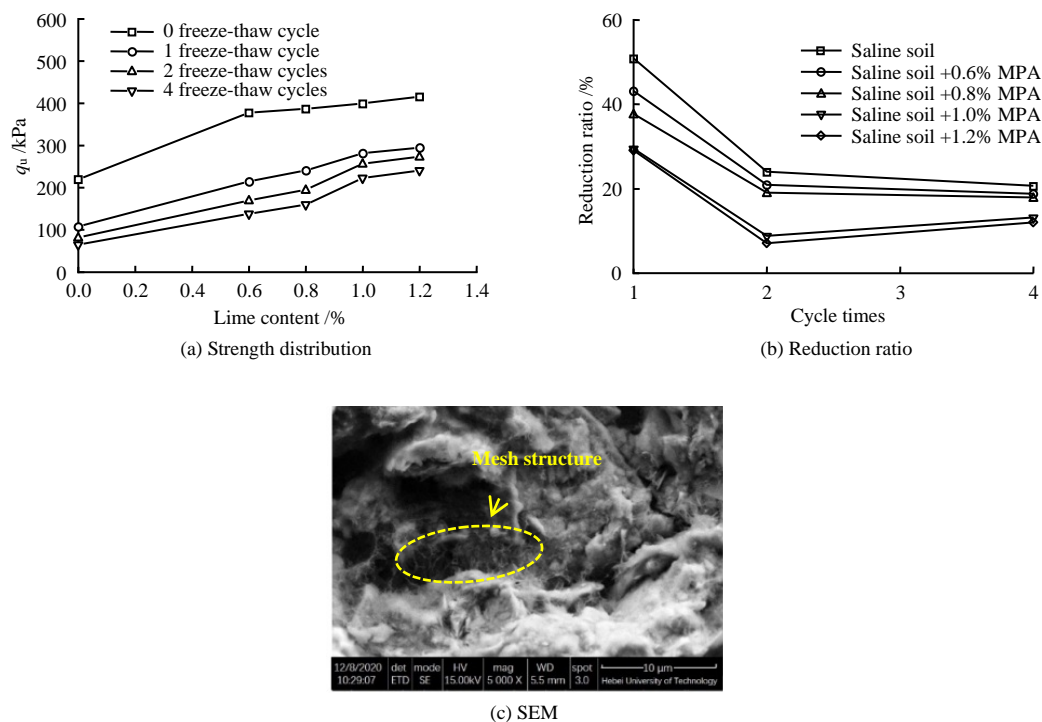 600
500
400
300
200
100
0
qu /kPa
0 freeze-thaw cycle
1 freeze-thaw cycle
2 freeze-thaw cycles
4 freeze-thaw cycles
0.0 0.2 0.4 0.6 0.8 1.0 1.2 1.4
Lime content /%
(a) Strength distribution
60
40
20
0
Reduction ratio /%
Saline soil
Saline soil +0.6% MPA
Saline soil +0.8% MPA
Saline soil +1.0% MPA
Saline soil +1.2% MPA
1 2 3 4
Cycle times
(b) Reduction ratio
Mesh structure
12/8/2020 det mode HV mag WD spot 10 μm
10:29:07 ETD SE 15.00kV 5 000 X 5.5 mm 3.0 Hebei University of Technology
(c) SEM